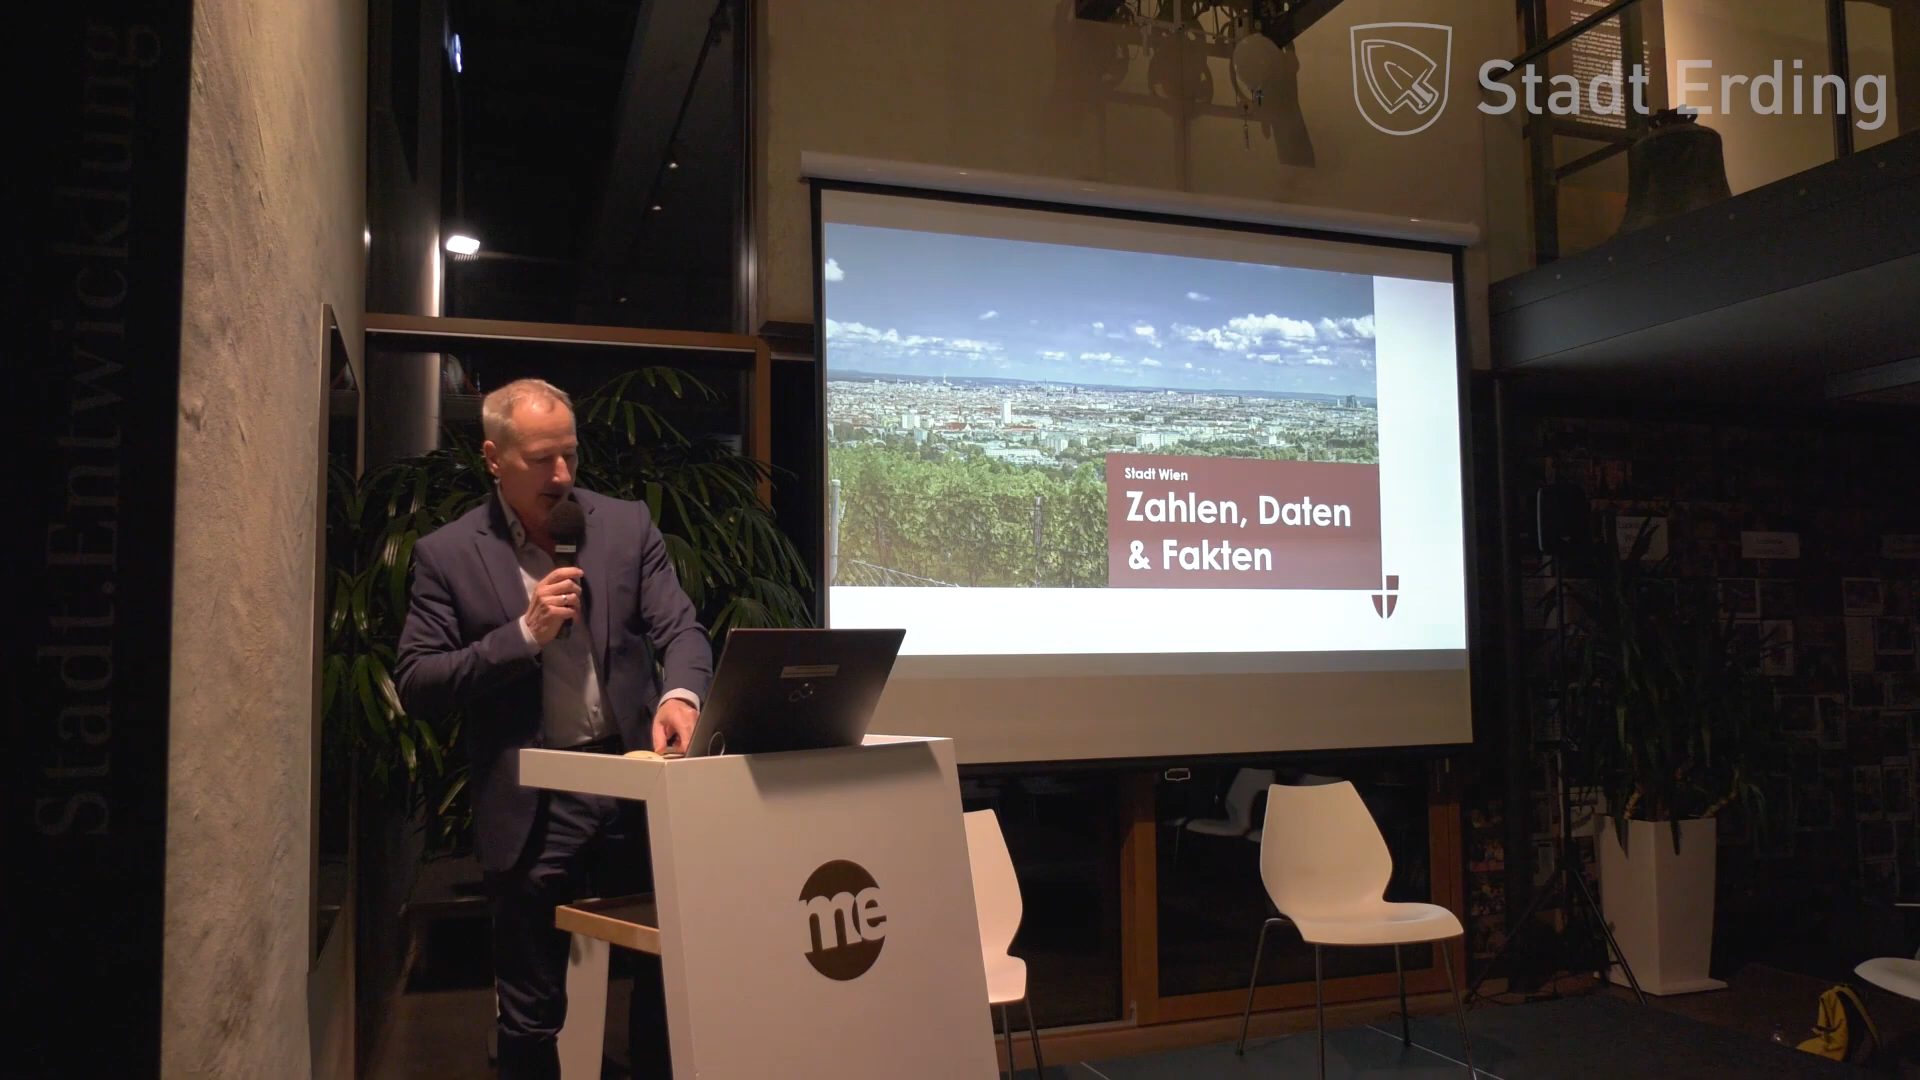 Stadt Erding
Stadt.Entwicklung
Stadt Wien
Zahlen, Daten
& Fakten
me